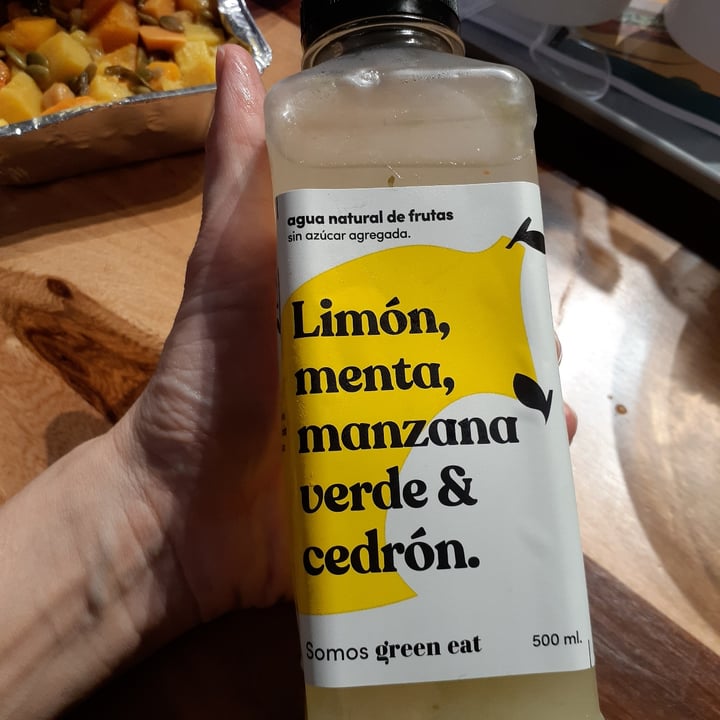 agua natural de frutas
sin azúcar agregada.
Limón,
menta,
manzana
verde &
cedrón.
Somos green eat
500 ml.